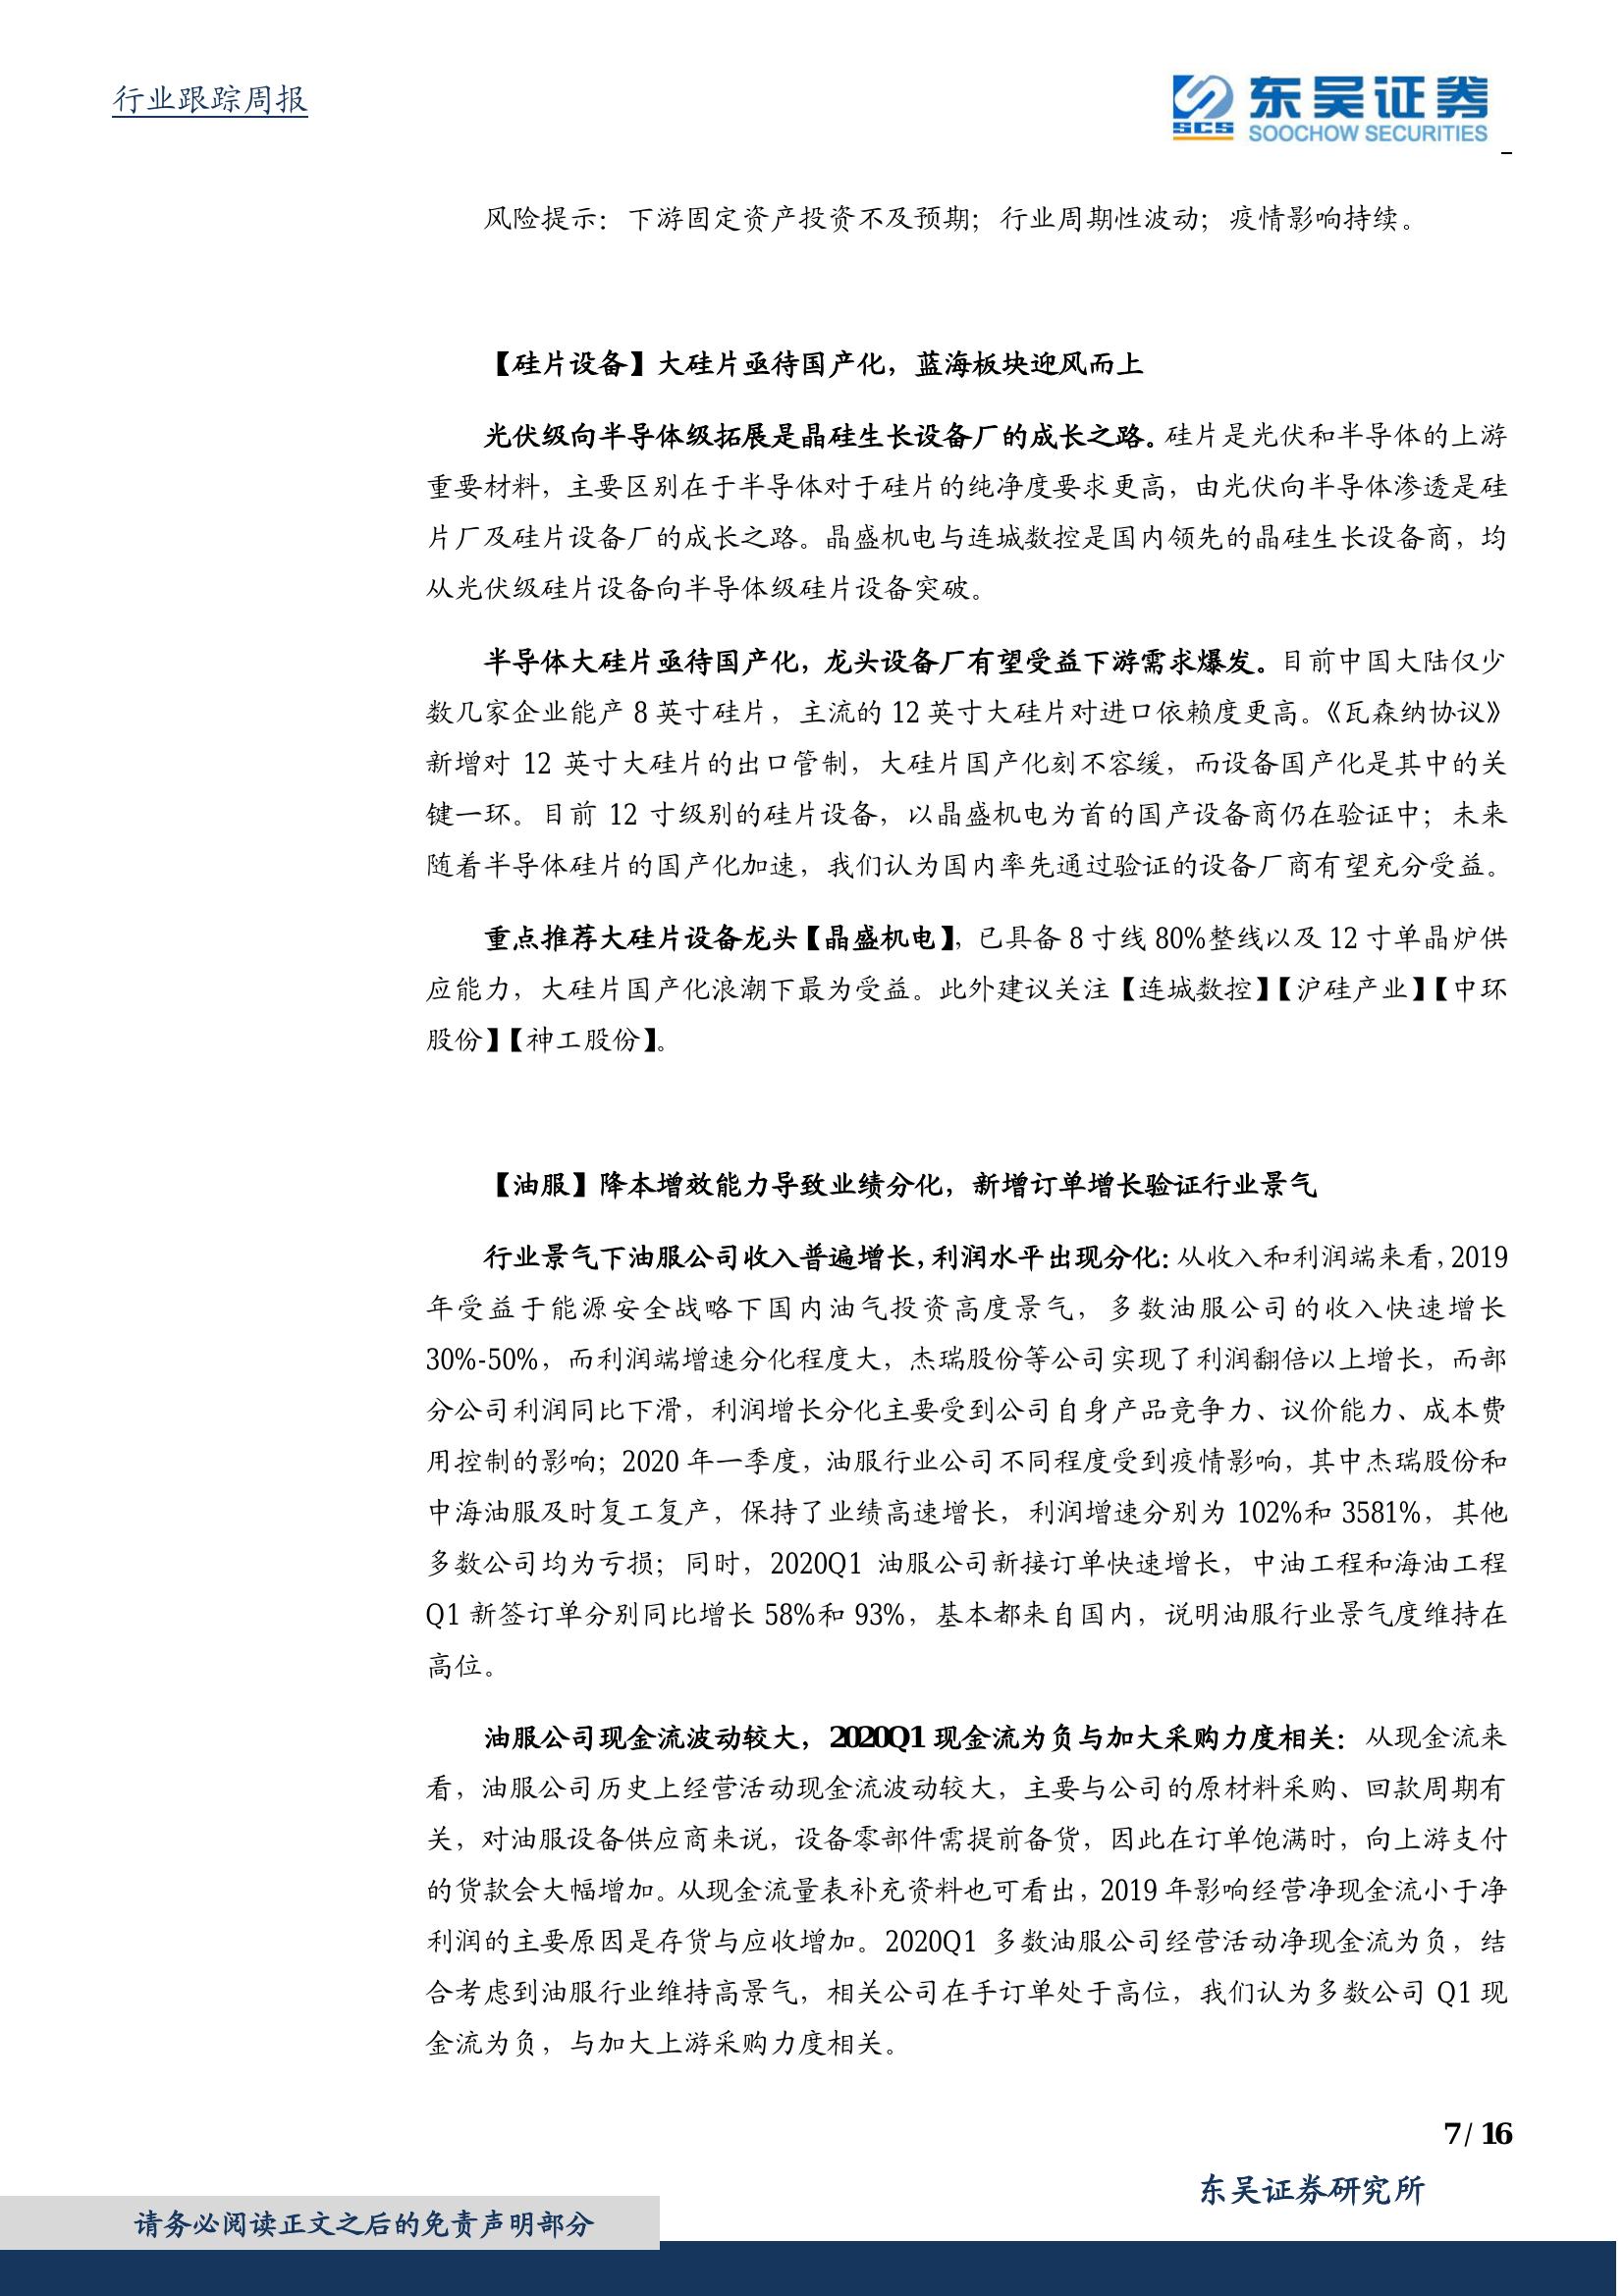 行业跟踪周报
东吴证券
SCS
SOOCHOW SECURITIES
风险提示：下游固定资产投资不及预期；行业周期性波动；疫情影响持续。
【硅片设备】大硅片亟待国产化，蓝海板块迎风而上
光伏级向半导体级拓展是晶硅生长设备厂的成长之路。硅片是光伏和半导体的上游
重要材料，主要区别在于半导体对于硅片的纯净度要求更高，由光伏向半导体渗透是硅
片厂及硅片设备厂的成长之路。晶盛机电与连城数控是国内领先的晶硅生长设备商，均
从光伏级硅片设备向半导体级硅片设备突破。
半导体大硅片亟待国产化，龙头设备厂有望受益下游需求爆发。目前中国大陆仅少
数几家企业能产 8 英寸硅片，主流的 12 英寸大硅片对进口依赖度更高。《瓦森纳协议》
新增对 12 英寸大硅片的出口管制，大硅片国产化刻不容缓，而设备国产化是其中的关
键一环。目前 12 寸级别的硅片设备，以晶盛机电为首的国产设备商仍在验证中；未来
随着半导体硅片的国产化加速，我们认为国内率先通过验证的设备厂商有望充分受益。
重点推荐大硅片设备龙头【晶盛机电】，已具备 8 寸线 80%整线以及 12 寸单晶炉供
应能力，大硅片国产化浪潮下最为受益。此外建议关注【连城数控】【沪硅产业】【中环
股份】【神工股份】。
【油服】降本增效能力导致业绩分化，新增订单增长验证行业景气
行业景气下油服公司收入普遍增长，利润水平出现分化：从收入和利润端来看，2019
年受益于能源安全战略下国内油气投资高度景气，多数油服公司的收入快速增长
30%-50%，而利润端增速分化程度大，杰瑞股份等公司实现了利润翻倍以上增长，而部
分公司利润同比下滑，利润增长分化主要受到公司自身产品竞争力、议价能力、成本费
用控制的影响；2020 年一季度，油服行业公司不同程度受到疫情影响，其中杰瑞股份和
中海油服及时复工复产，保持了业绩高速增长，利润增速分别为 102%和 3581%，其他
多数公司均为亏损；同时，2020Q1 油服公司新接订单快速增长，中油工程和海油工程
Q1 新签订单分别同比增长 58%和 93%，基本都来自国内，说明油服行业景气度维持在
高位。
油服公司现金流波动较大，2020Q1 现金流为负与加大采购力度相关：从现金流来
看，油服公司历史上经营活动现金流波动较大，主要与公司的原材料采购、回款周期有
关，对油服设备供应商来说，设备零部件需提前备货，因此在订单饱满时，向上游支付
的货款会大幅增加。从现金流量表补充资料也可看出，2019 年影响经营净现金流小于净
利润的主要原因是存货与应收增加。2020Q1 多数油服公司经营活动净现金流为负，结
合考虑到油服行业维持高景气，相关公司在手订单处于高位，我们认为多数公司 Q1 现
金流为负，与加大上游采购力度相关。
7 / 16
东吴证券研究所
请务必阅读正文之后的免责声明部分